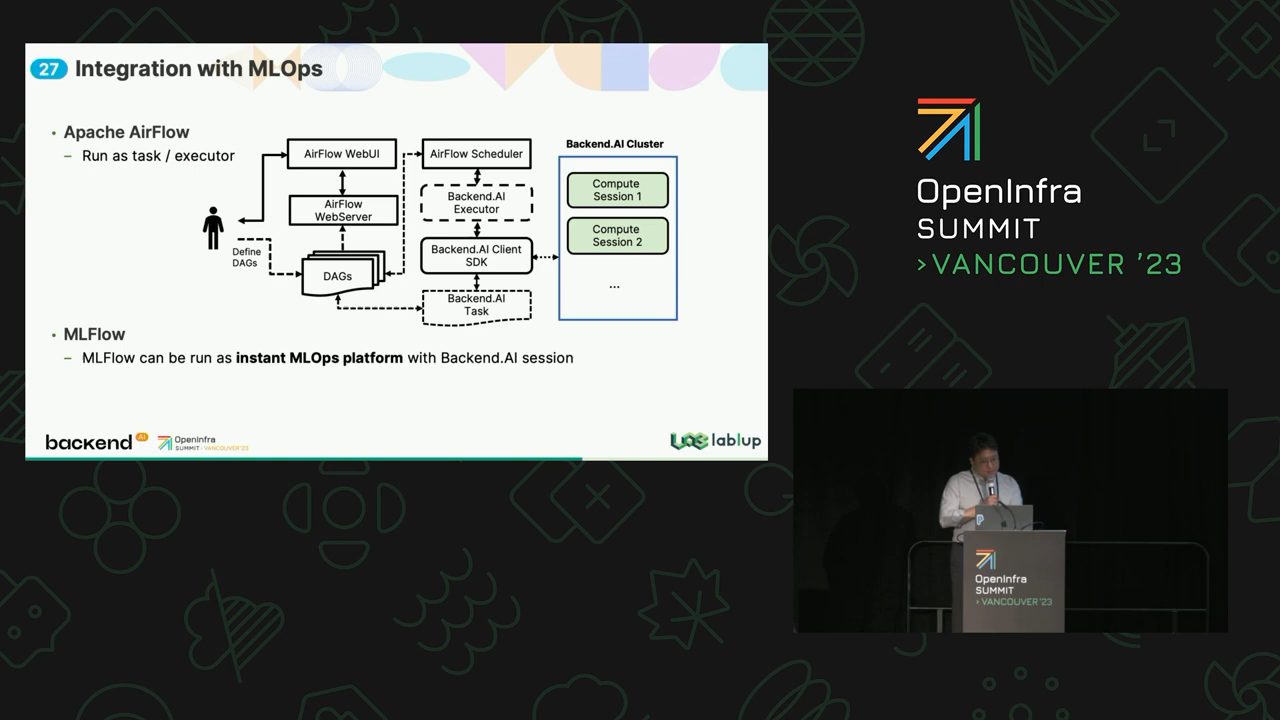 27 Integration with MLOps
• Apache AirFlow
– Run as task / executor
AirFlow WebUI
AirFlow
WebServer
Define
DAGs
DAGs
AirFlow Scheduler
Backend.AI
Executor
Backend.AI Client
SDK
Backend.AI
Task
Backend.AI Cluster
Compute
Session 1
Compute
Session 2
...
• MLFlow
– MLFlow can be run as instant MLOps platform with Backend.AI session
backend AI
OpenInfra
SUMMIT › VANCOUVER '23
lablup
OpenInfra
SUMMIT
>VANCOUVER ’23
OpenInfra
SUMMIT
> VANCOUVER '23